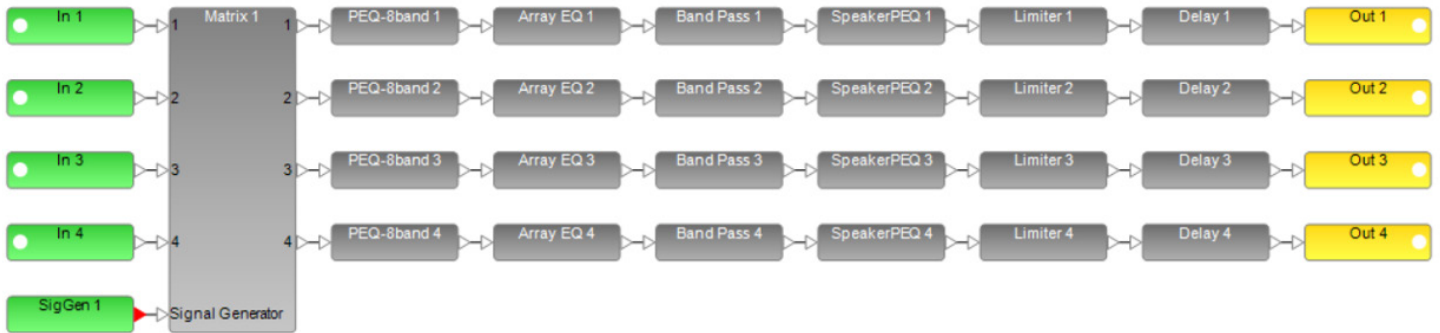 In 1 Matrix 1 PEQ-8band 1 Array EQ 1 Band Pass 1 SpeakerPEQ 1 Limiter 1 Delay 1 Out 1
1 1
In 2 PEQ-8band 2 Array EQ 2 Band Pass 2 SpeakerPEQ 2 Limiter 2 Delay 2 Out 2
2 2
In 3 PEQ-8band 3 Array EQ 3 Band Pass 3 SpeakerPEQ 3 Limiter 3 Delay 3 Out 3
3 3
In 4 PEQ-8band 4 Array EQ 4 Band Pass 4 SpeakerPEQ 4 Limiter 4 Delay 4 Out 4
4 4
SigGen 1
Signal Generator